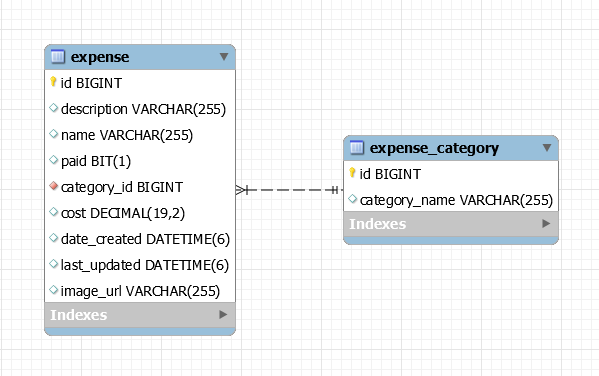 expense
id BIGINT
description VARCHAR(255)
name VARCHAR(255)
paid BIT(1)
category_id BIGINT
cost DECIMAL(19,2)
date_created DATETIME(6)
last_updated DATETIME(6)
image_url VARCHAR(255)
Indexes
expense_category
id BIGINT
category_name VARCHAR(255)
Indexes